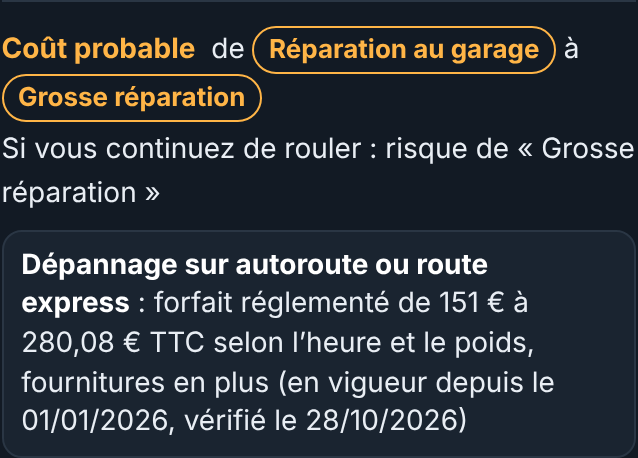 Coût probable de Réparation au garage à
Grosse réparation
Si vous continuez de rouler : risque de « Grosse
réparation »
Dépannage sur autoroute ou route
express : forfait réglementé de 151 € à
280,08 € TTC selon l’heure et le poids,
fournitures en plus (en vigueur depuis le
01/01/2026, vérifié le 28/10/2026)